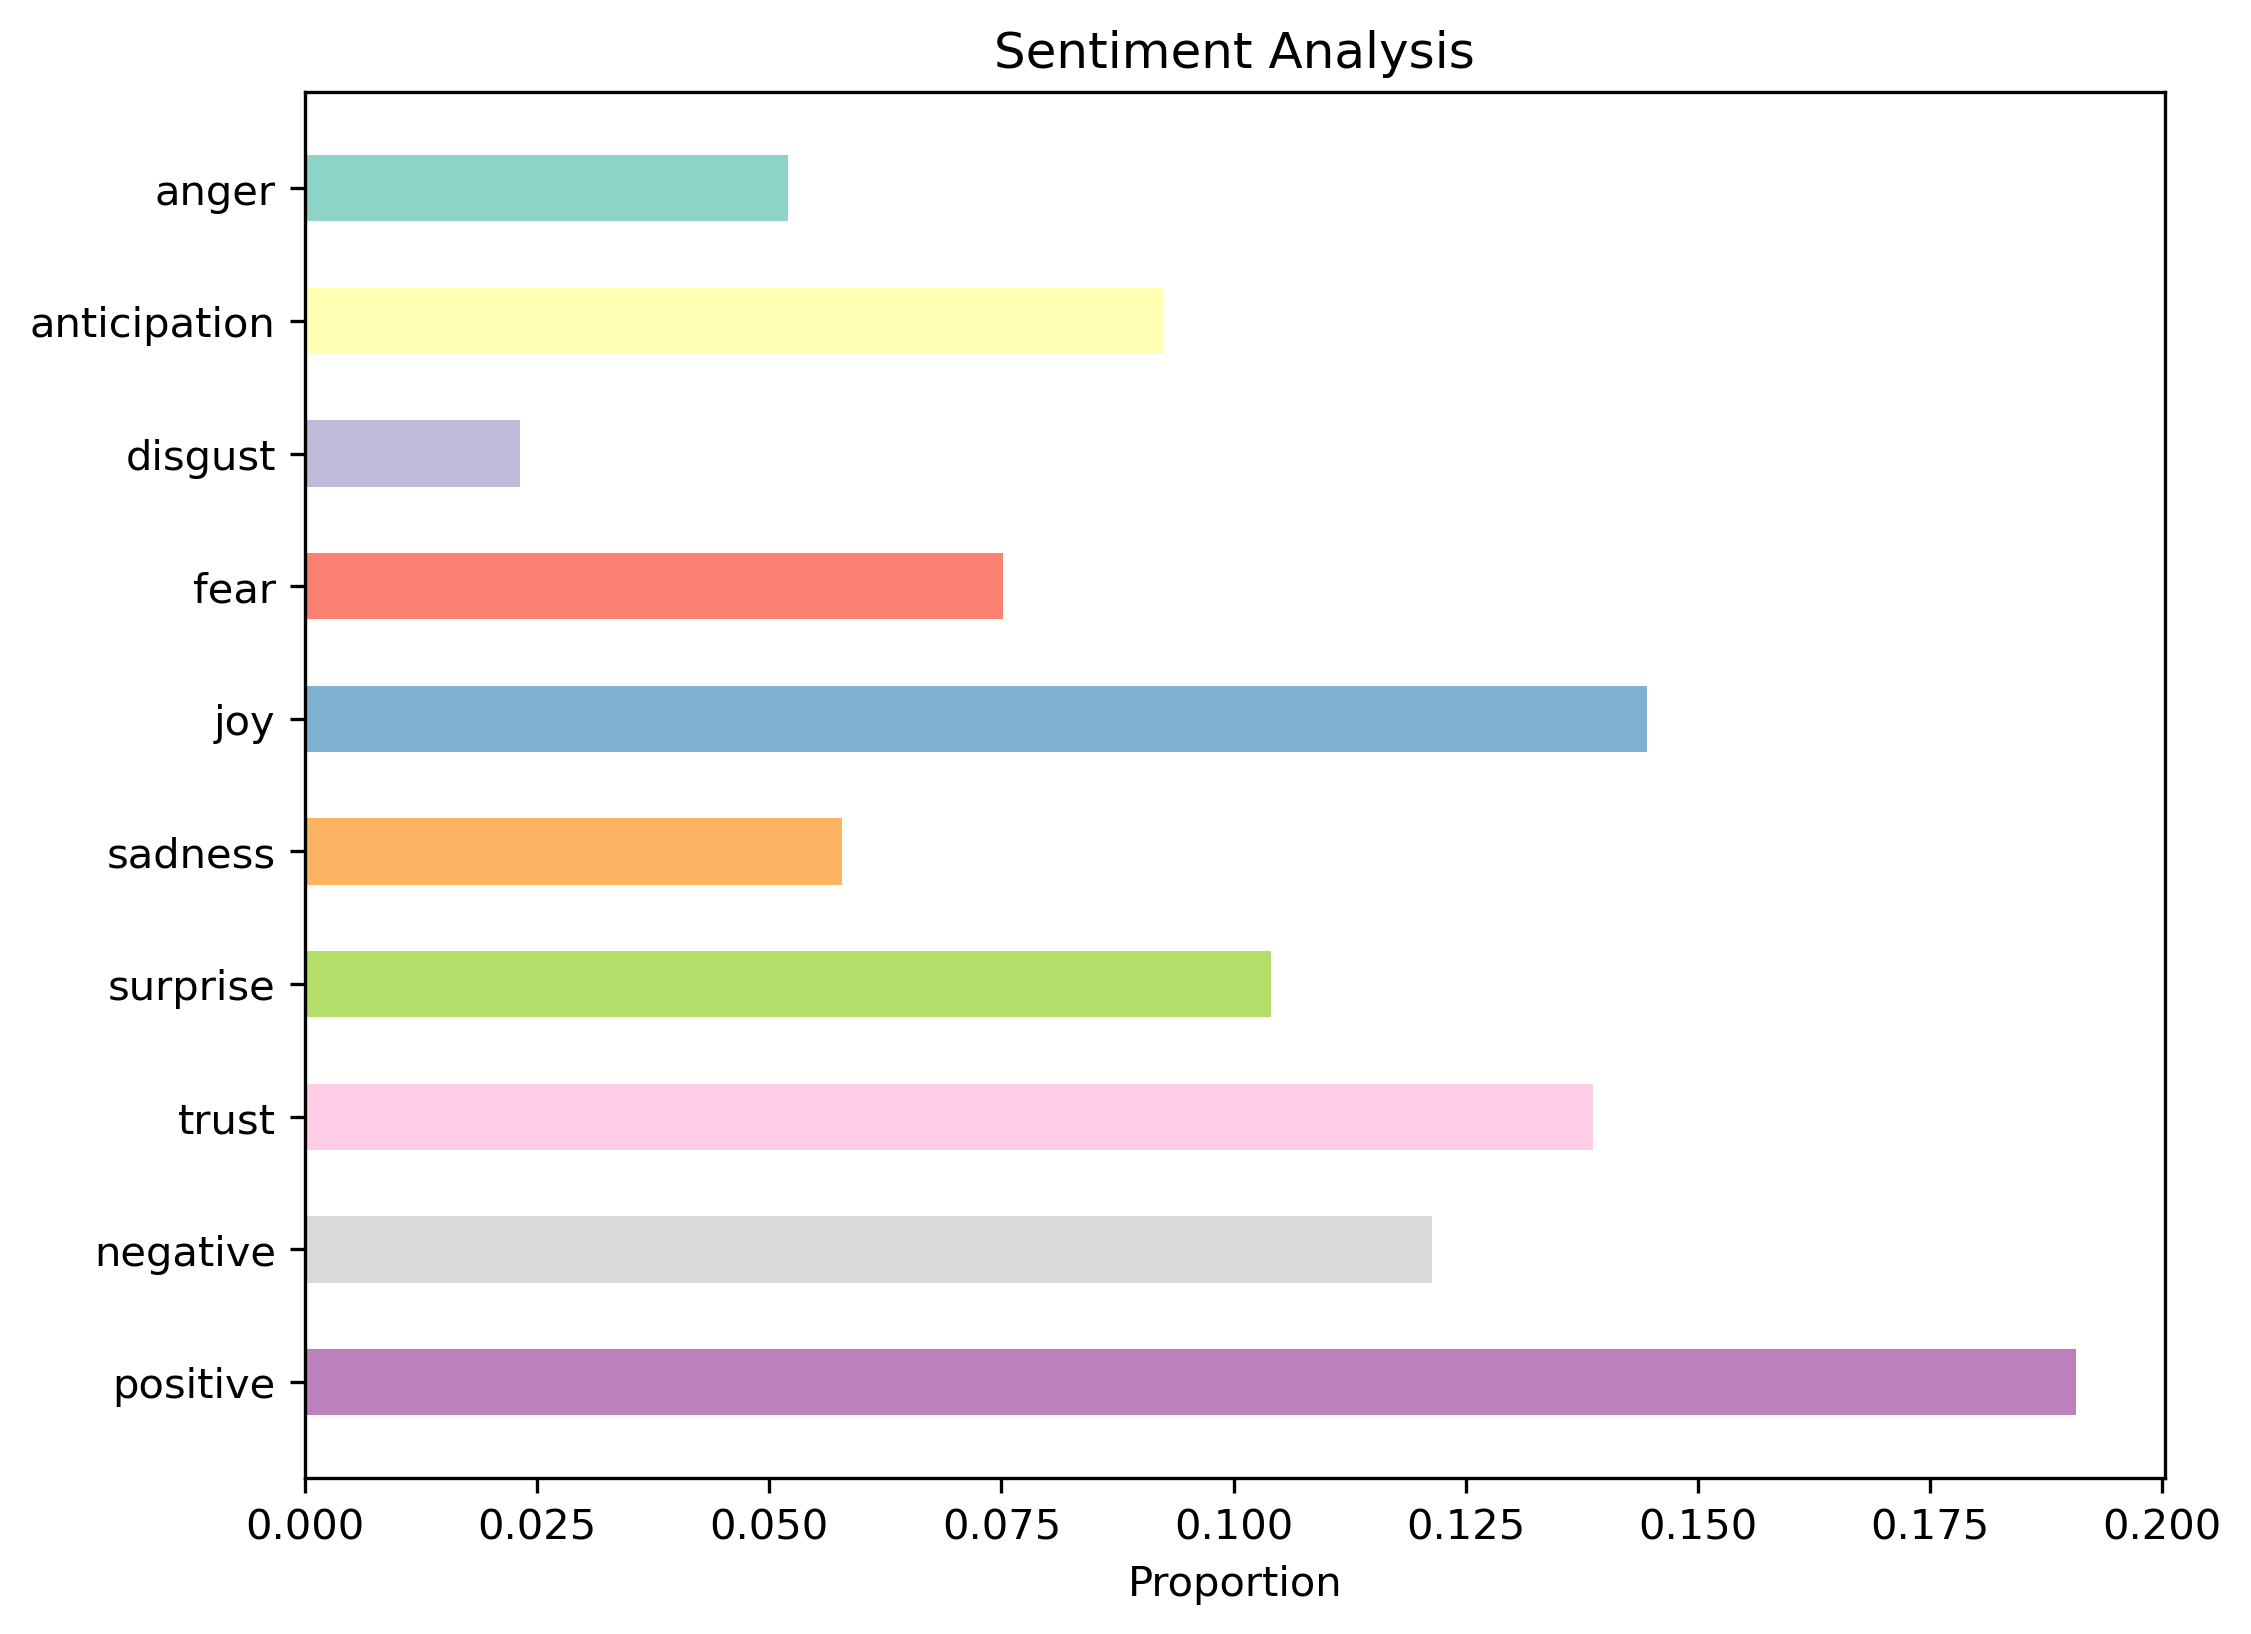 Sentiment Analysis
anger
anticipation
disgust
fear
joy
sadness
surprise
trust
negative
positive
0.000 0.025 0.050 0.075 0.100 0.125 0.150 0.175 0.200
Proportion